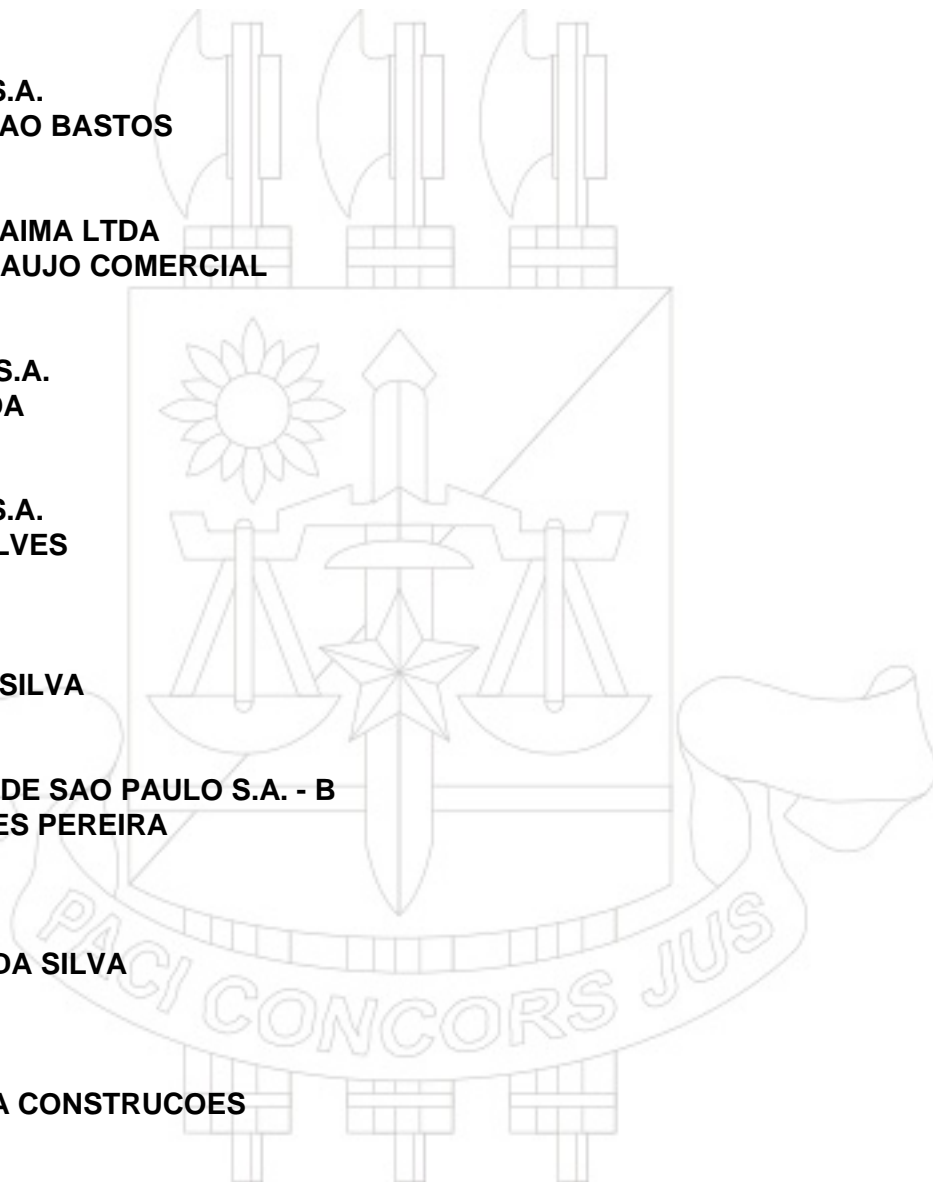 S.A.
AO BASTOS
AIMA LTDA
AUJO COMERCIAL
S.A.
DA
S.A.
LVES
SILVA
DE SAO PAULO S.A. - B
ES PEREIRA
DA SILVA
A CONSTRUCOES
PACI CONCORS JUS